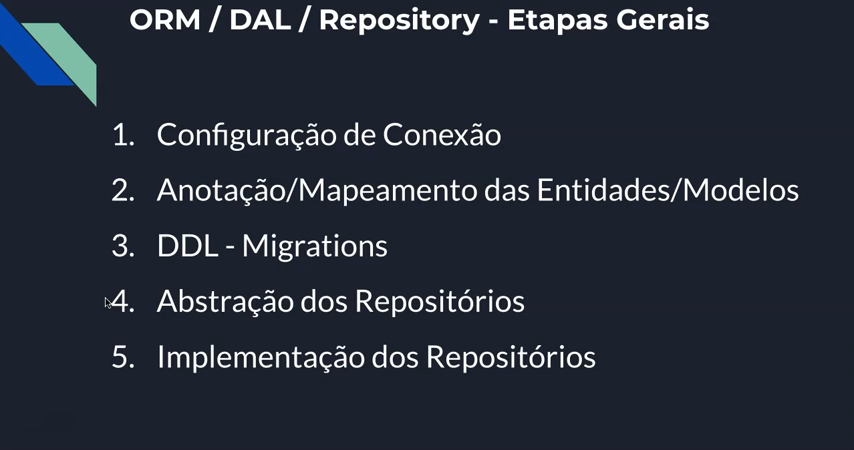 ORM / DAL / Repository - Etapas Gerais
1. Configuração de Conexão
2. Anotação/Mapeamento das Entidades/Modelos
3. DDL - Migrations
4. Abstração dos Repositórios
5. Implementação dos Repositórios